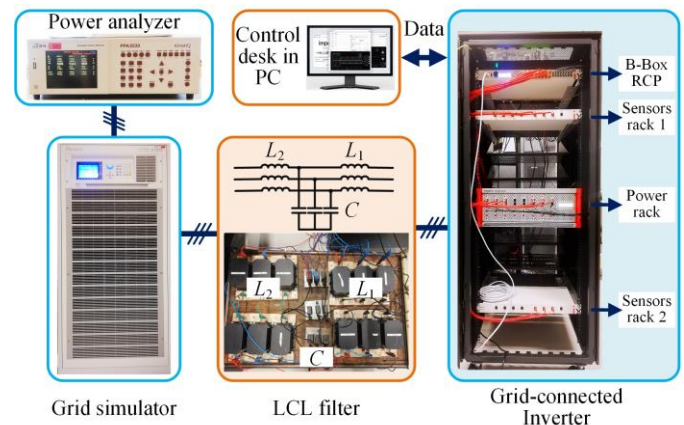 Power analyzer
Control
desk in
PC
Data
B-Box
RCP
Sensors
rack 1
L2
L1
C
Power
rack
L2
L1
C
Sensors
rack 2
Grid simulator
LCL filter
Grid-connected
Inverter